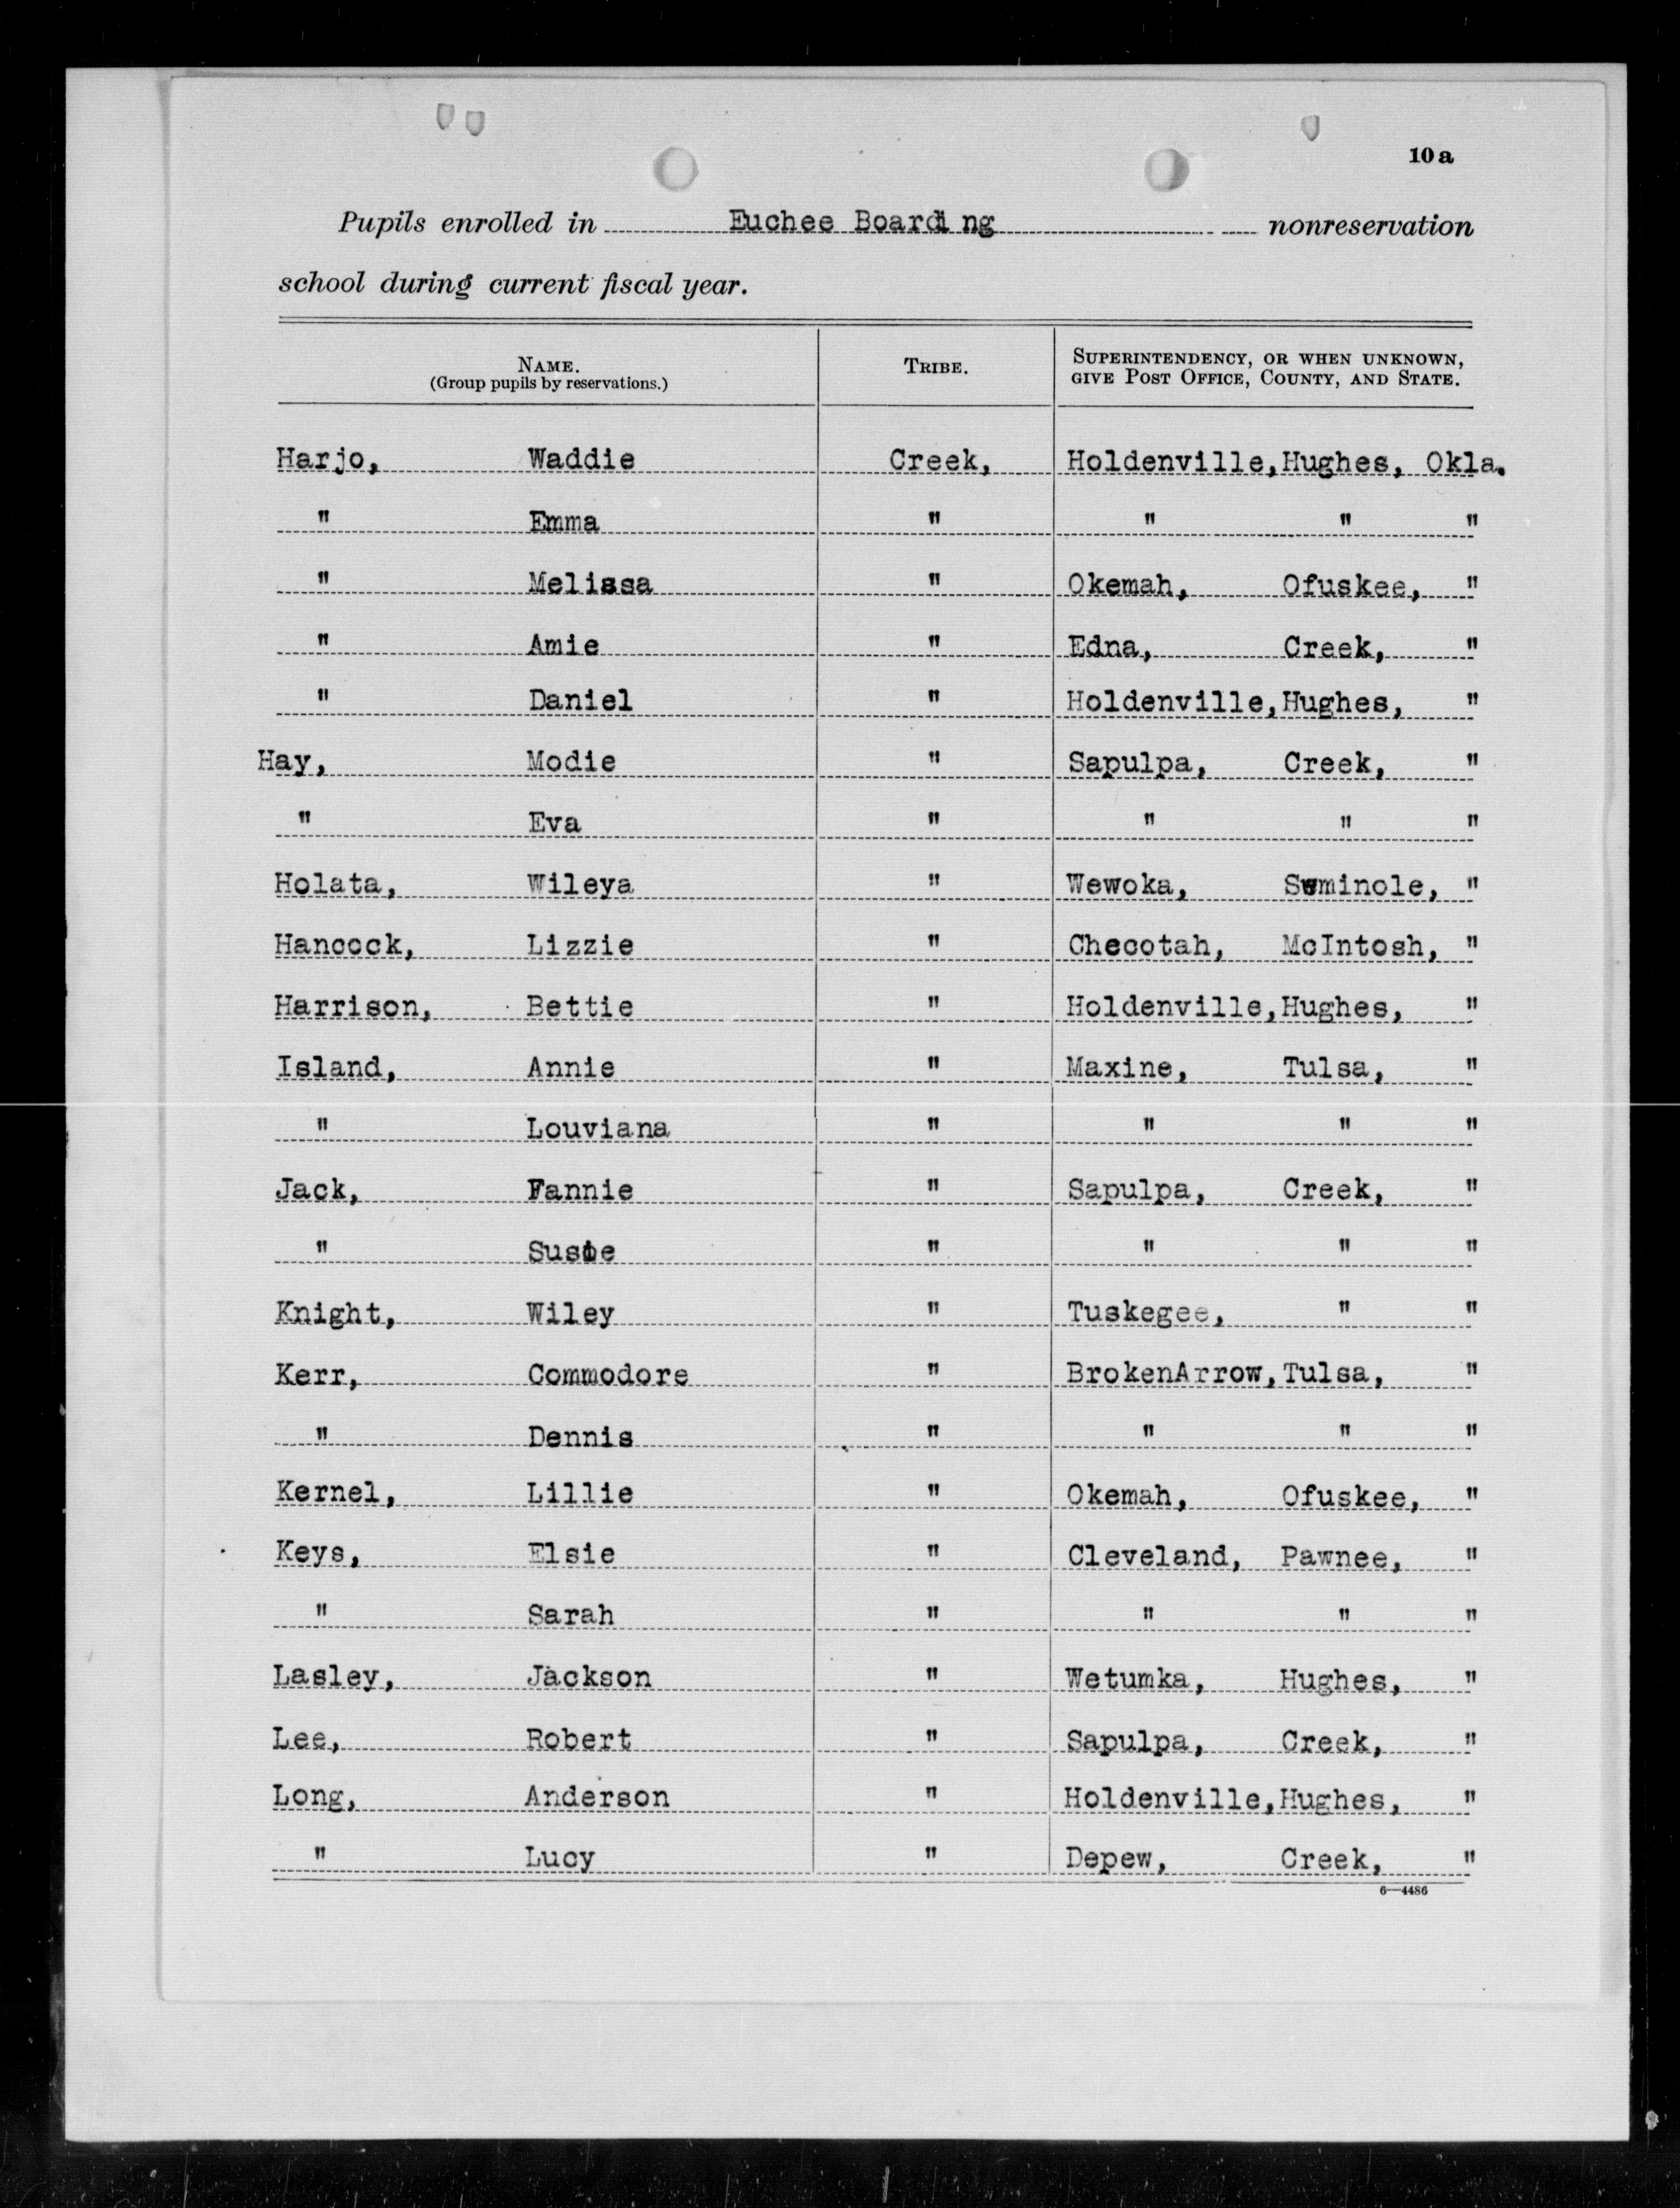 10a
Pupils enrolled in Euchee Boarding nonreservation
school during current fiscal year.
NAME. (Group pupils by reservations.) TRIBE. SUPERINTENDENCY, OR WHEN UNKNOWN, GIVE POST OFFICE, COUNTY, AND STATE.
Harjo, Waddie Creek, Holdenville, Hughes, Okla.
" Emma " " " "
" Melissa " Okemah, Ofuskee, "
" Amie " Edna, Creek, "
" Daniel " Holdenville, Hughes, "
Hay, Modie " Sapulpa, Creek, "
" Eva " " " "
Holata, Wileya " Wewoka, Seminole, "
Hancock, Lizzie " Checotah, McIntosh, "
Harrison, Bettie " Holdenville, Hughes, "
Island, Annie " Maxine, Tulsa, "
" Louviana " " " "
Jack, Fannie " Sapulpa, Creek, "
" Susie " " " "
Knight, Wiley " Tuskegee, " "
Kerr, Commodore " BrokenArrow, Tulsa, "
" Dennis " " " "
Kernel, Lillie " Okemah, Ofuskee, "
Keys, Elsie " Cleveland, Pawnee, "
" Sarah " " " "
Lasley, Jackson " Wetumka, Hughes, "
Lee, Robert " Sapulpa, Creek, "
Long, Anderson " Holdenville, Hughes, "
" Lucy " Depew, Creek, "
6—4486